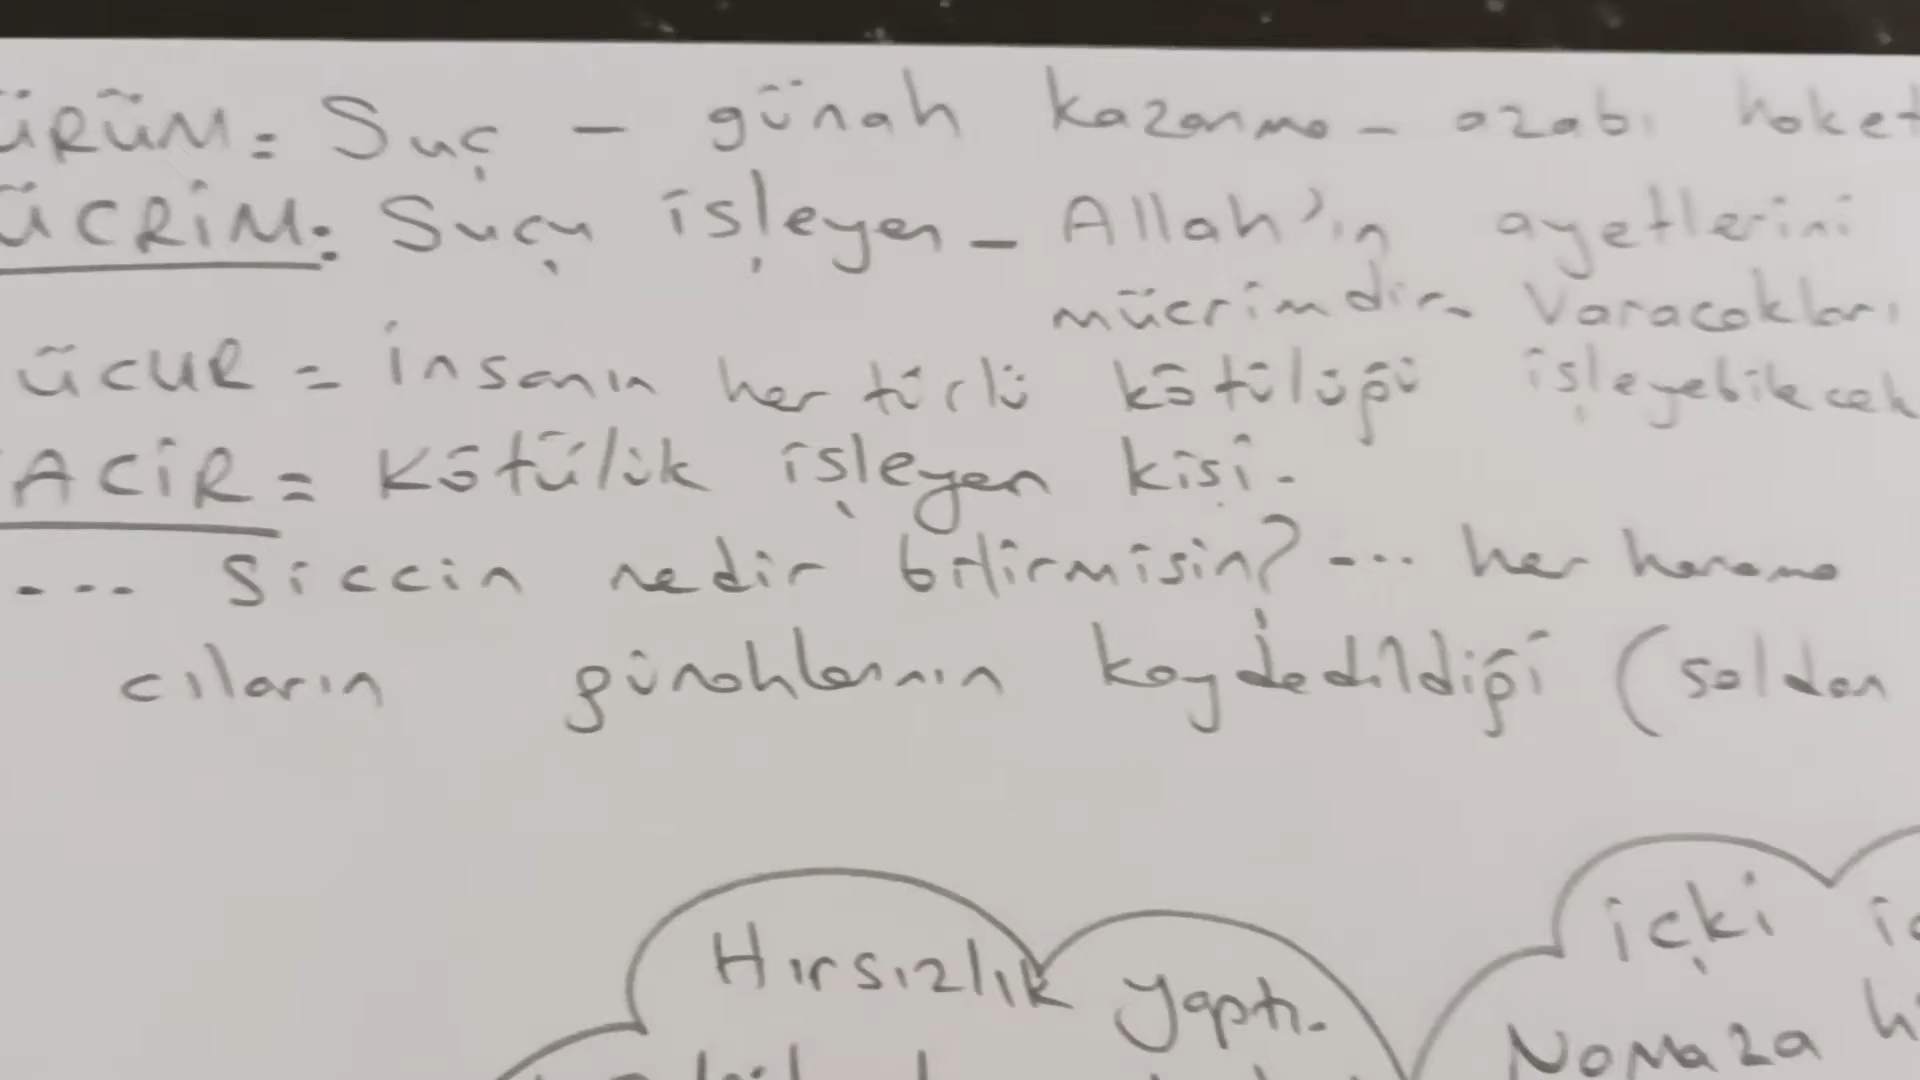 ÜRÜM: Suç - günah kazanma - azabı haket
ÜCRİM: Suçu işleyen - Allah'ın ayetlerini
mücrimdir. Varacakları
ÜCUR = İnsanın her türlü kötülüğü işleyebilecek
ACİR = Kötülük işleyen kişi.
... Siccin nedir bilirmisin? ... her harama
cıların günahlarının kaydedildiği (soldan
Hırsızlık yaptı.
içki iç
Namaza